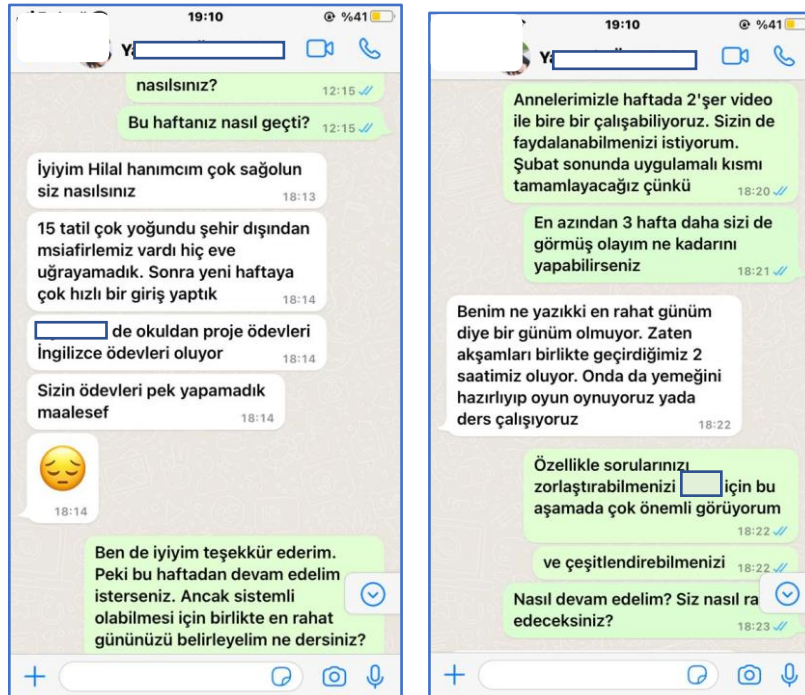 19:10
%41
Y
nasılsınız?
12:15
Bu haftanız nasıl geçti? 12:15
İyiyim Hilal hanımcım çok sağolun
siz nasılsınız
18:13
15 tatil çok yoğundu şehir dışından
msiafirlemiz vardı hiç eve
uğrayamadık. Sonra yeni haftaya
çok hızlı bir giriş yaptık
18:14
de okuldan proje ödevleri
İngilizce ödevleri oluyor
18:14
Sizin ödevleri pek yapamadık
maalesef
18:14
18:14
Ben de iyiyim teşekkür ederim.
Peki bu haftadan devam edelim
isterseniz. Ancak sistemli
olabilmesi için birlikte en rahat
gününüzü belirleyelim ne dersiniz?
19:10
%41
Y
Annelerimizle haftada 2'şer video
ile bire bir çalışabiliyoruz. Sizin de
faydalanabilmenizi istiyorum.
Şubat sonunda uygulamalı kısmı
tamamlayacağız çünkü
18:20
En azından 3 hafta daha sizi de
görmüş olayım ne kadarını
yapabilirseniz
18:21
Benim ne yazıkki en rahat günüm
diye bir günüm olmuyor. Zaten
akşamları birlikte geçirdiğimiz 2
saatimiz oluyor. Onda da yemeğini
hazırlıyıp oyun oynuyoruz yada
ders çalışıyoruz
18:22
Özellikle sorularınızı
zorlaştırabilmenizi için bu
aşamada çok önemli görüyorum
18:22
ve çeşitlendirebilmenizi 18:22
Nasıl devam edelim? Siz nasıl ra
edeceksiniz?
18:23